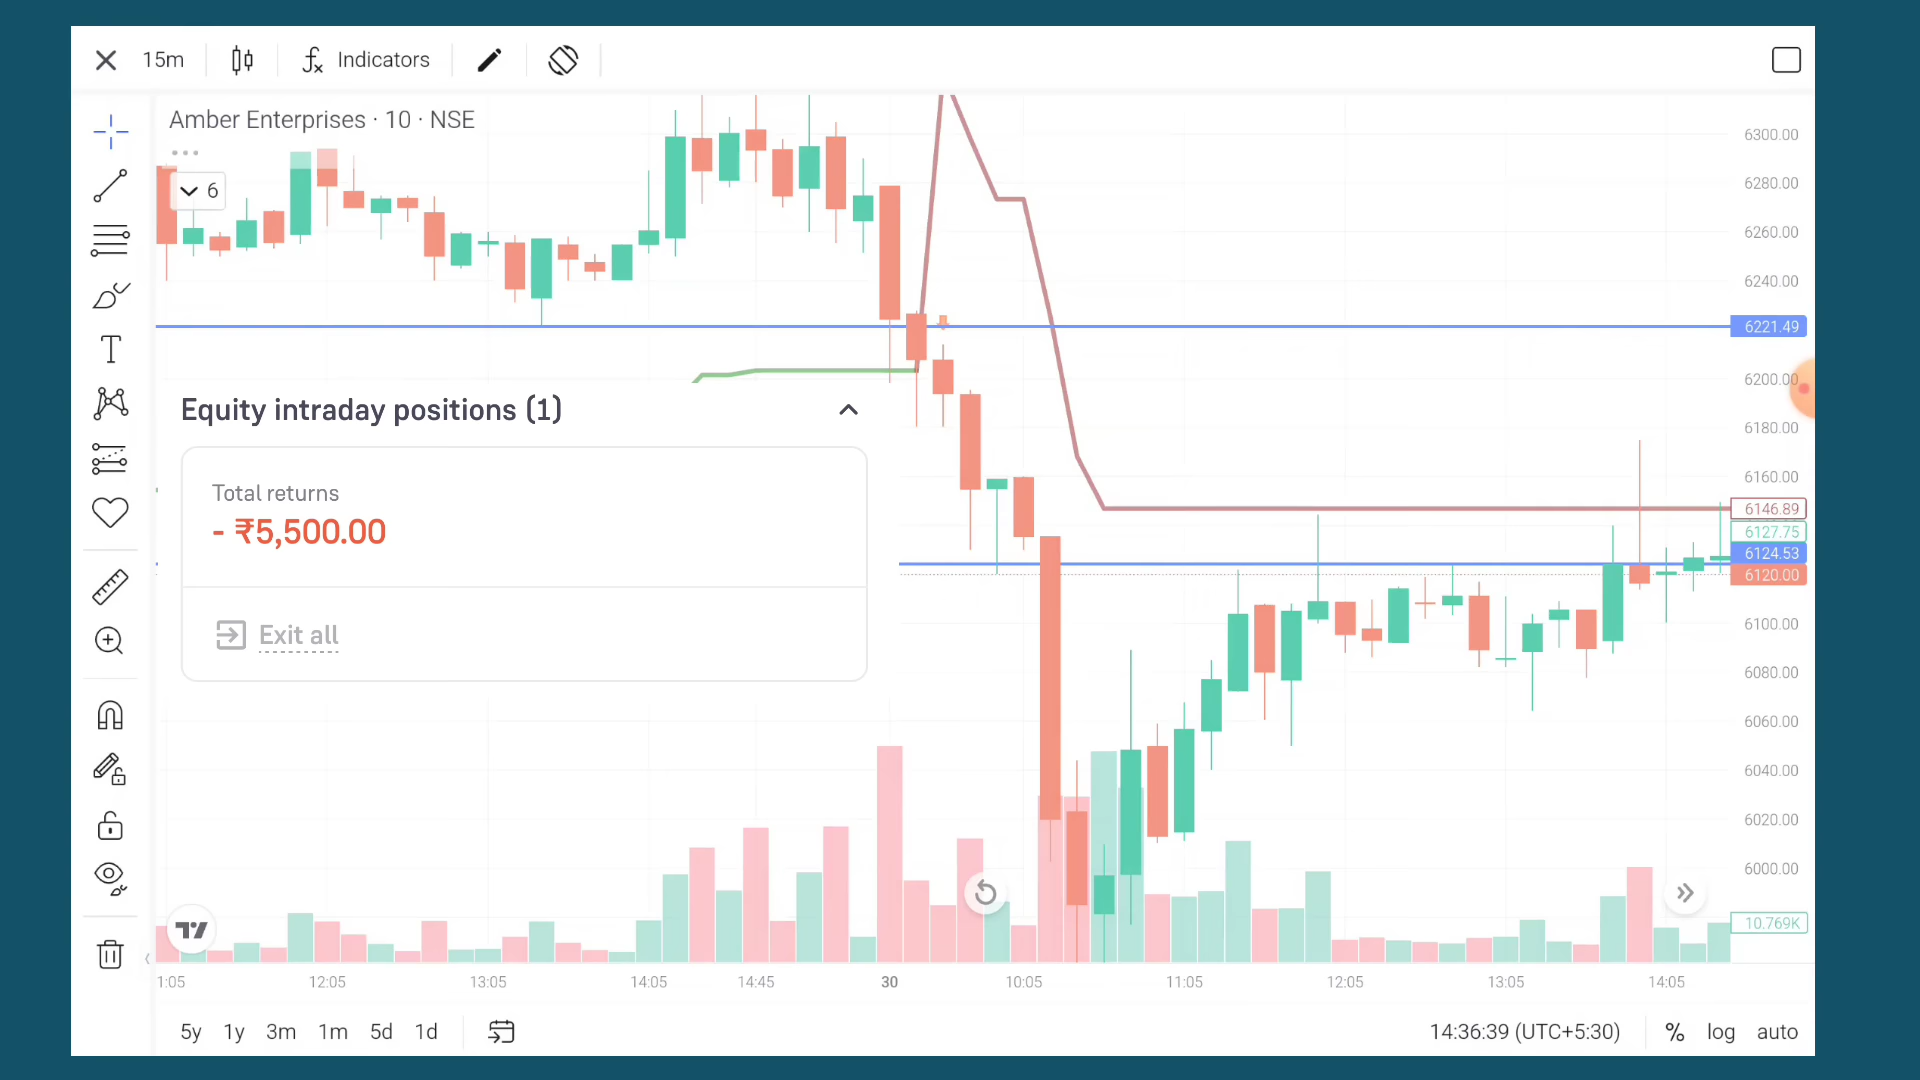 15m
Indicators
Amber Enterprises · 10 · NSE
6
6300.00
6280.00
6260.00
6240.00
6221.49
6200.00
6180.00
6160.00
6146.89
6127.75
6124.53
6120.00
6100.00
6080.00
6060.00
6040.00
6020.00
6000.00
10.769K
Equity intraday positions (1)
Total returns
- ₹5,500.00
Exit all
1:05 12:05 13:05 14:05 14:45 30 10:05 11:05 12:05 13:05 14:05
5y 1y 3m 1m 5d 1d 14:36:39 (UTC+5:30) % log auto